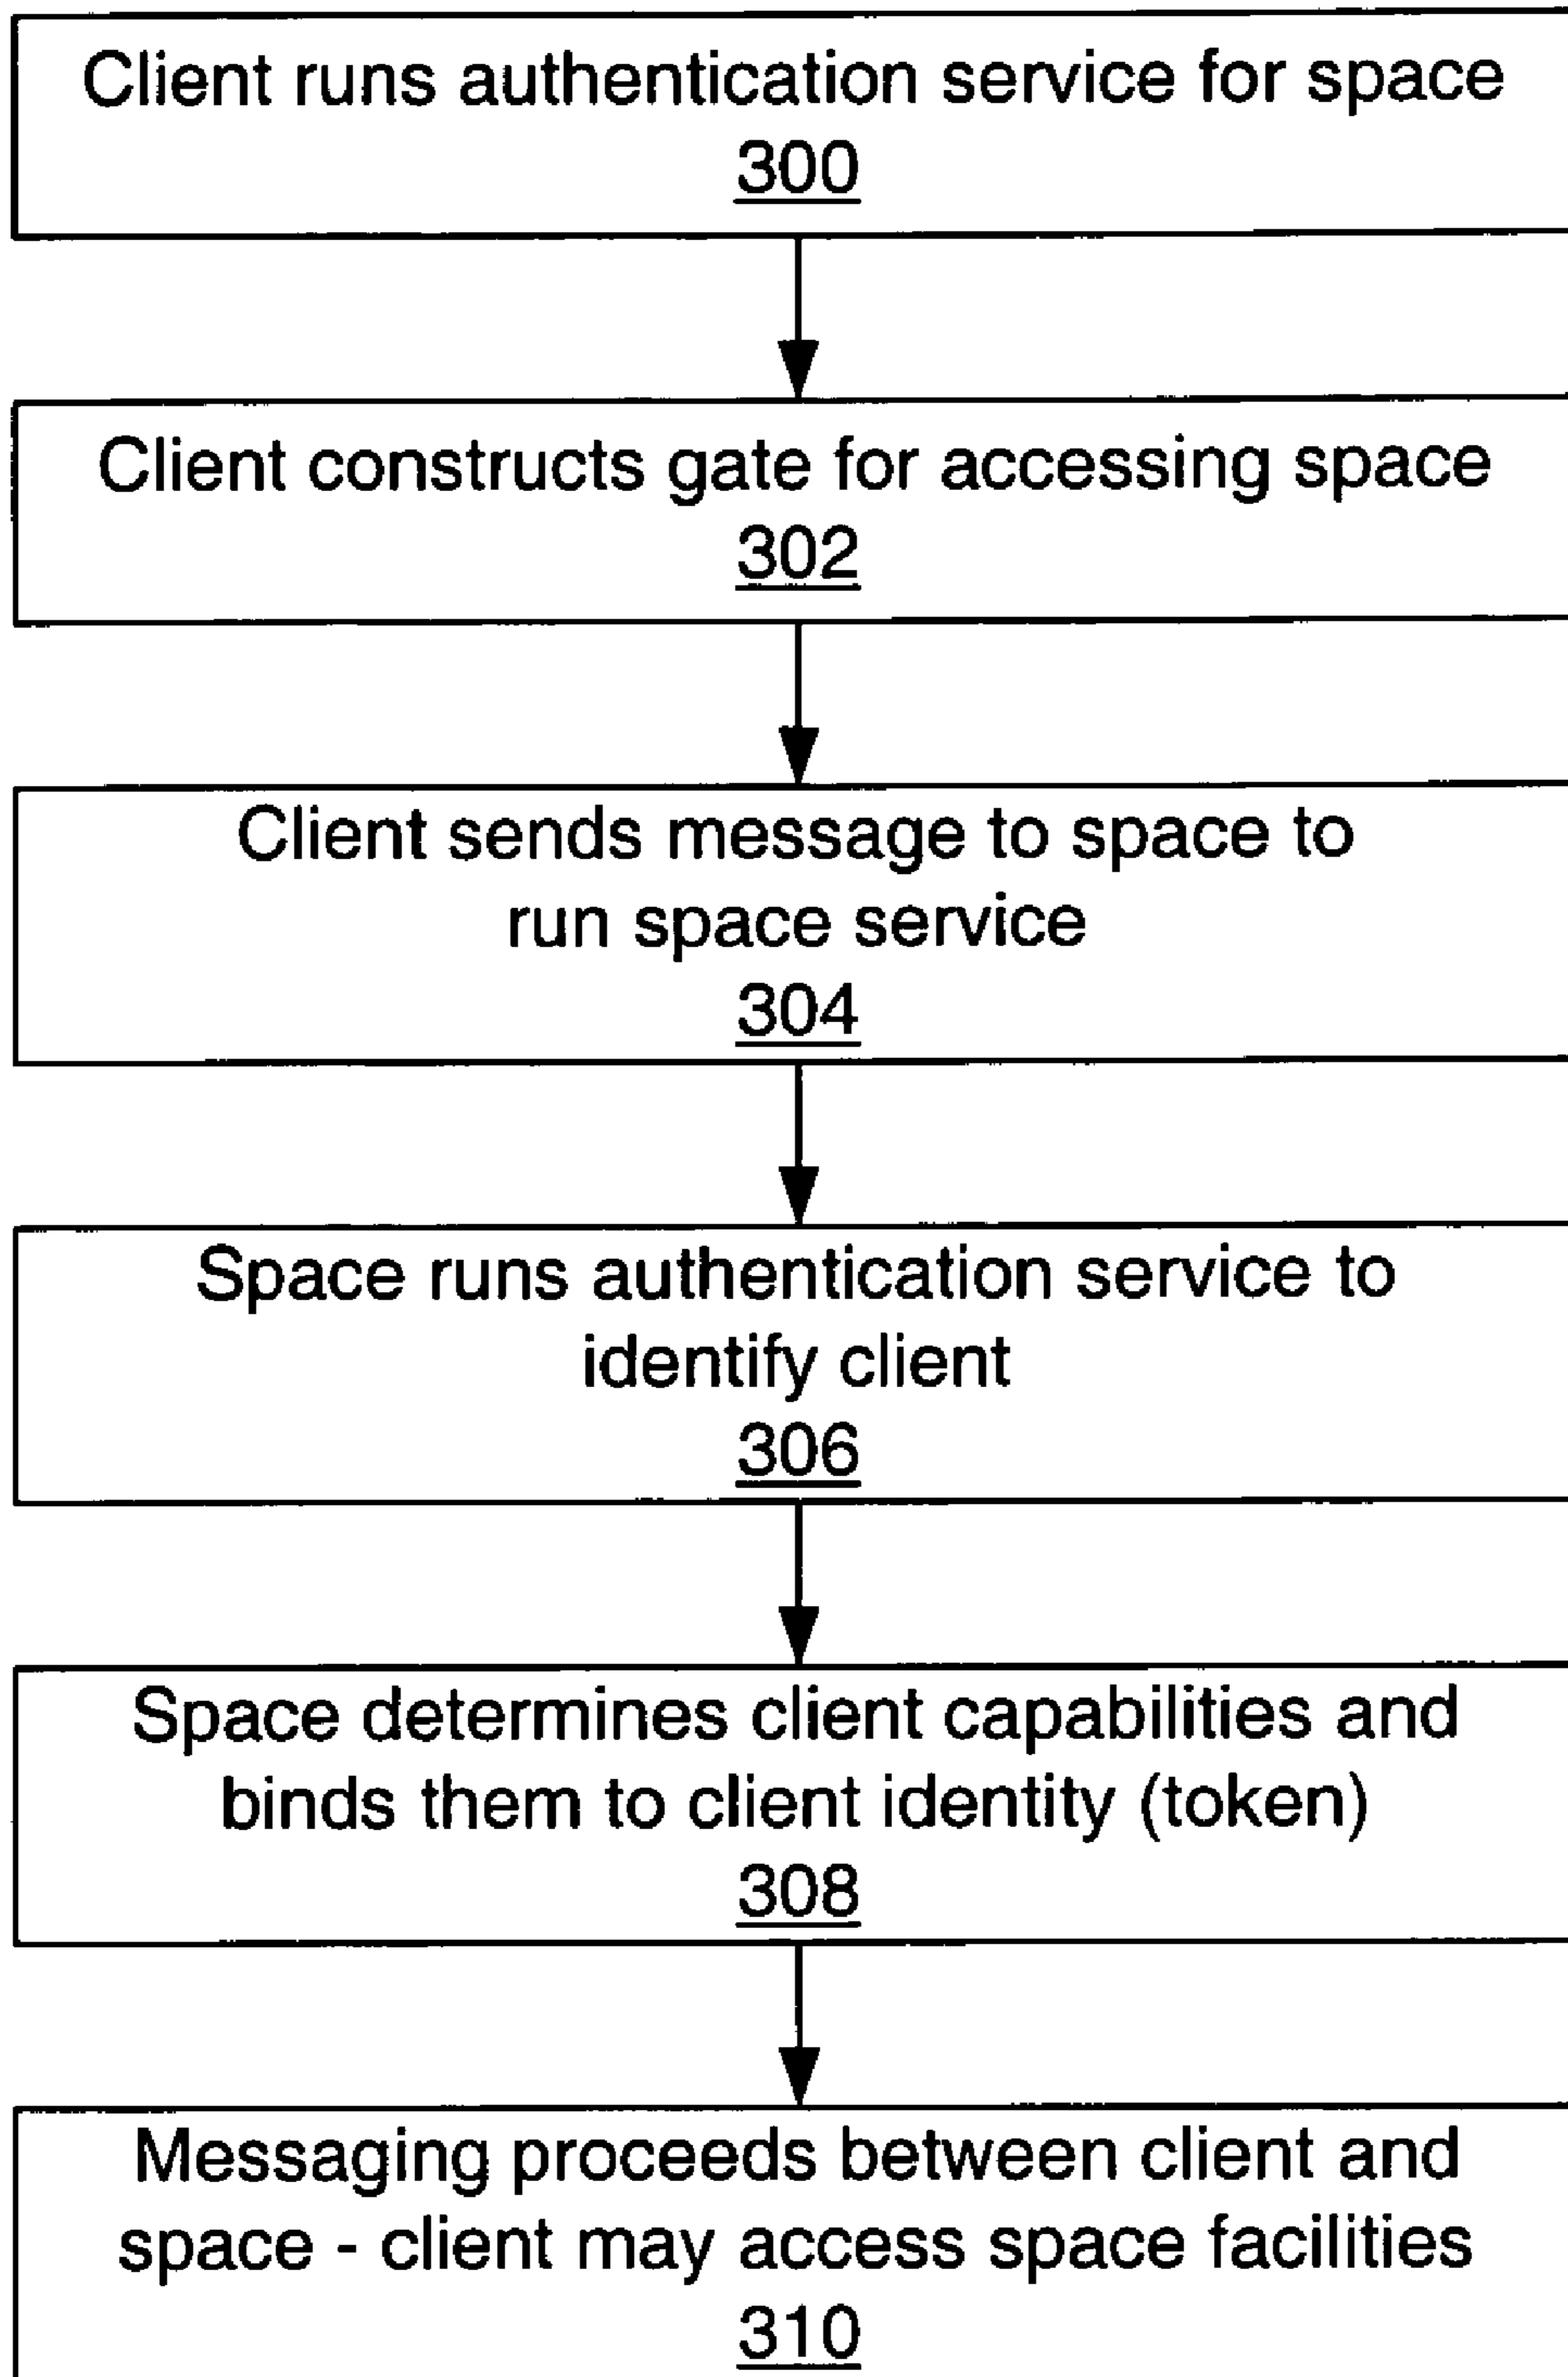 Client runs authentication service for space
300
Client constructs gate for accessing space
302
Client sends message to space to
run space service
304
Space runs authentication service to
identify client
306
Space determines client capabilities and
binds them to client identity (token)
308
Messaging proceeds between client and
space - client may access space facilities
310